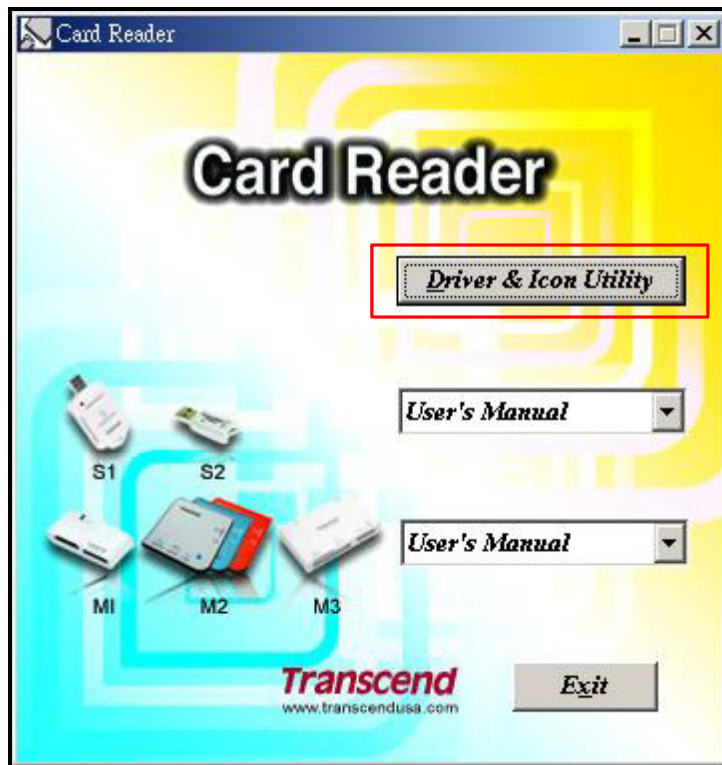 Card Reader
Card Reader
Driver & Icon Utility
User's Manual
S1
S2
User's Manual
MI
M2
M3
Transcend
www.transcendusa.com
Exit